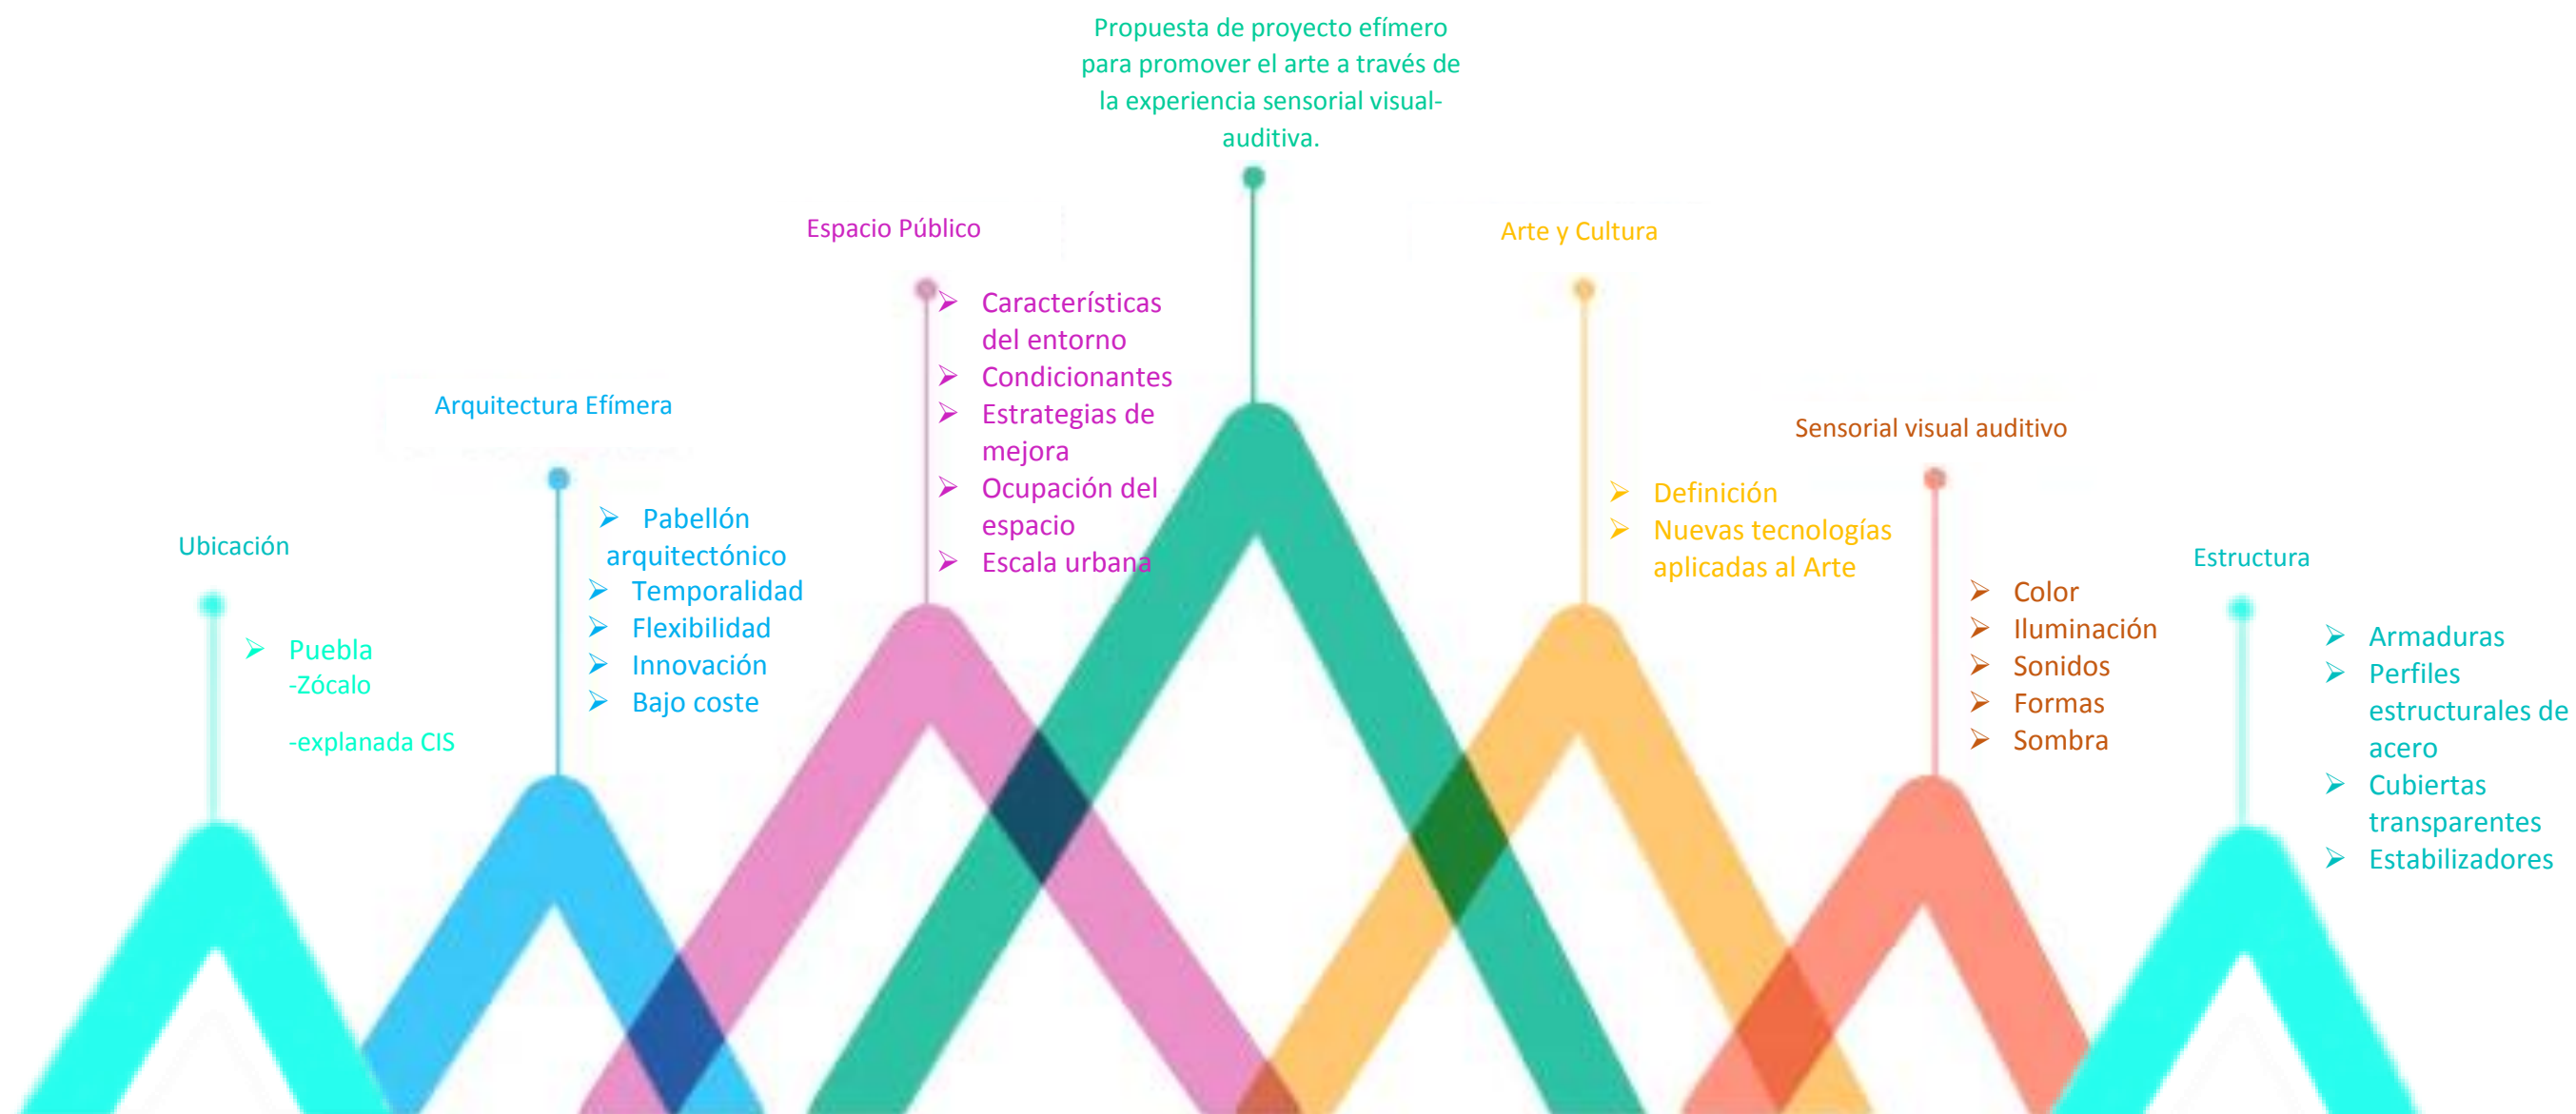 Propuesta de proyecto efímero
para promover el arte a través de
la experiencia sensorial visual-
auditiva.
Ubicación
➢ Puebla
-Zócalo
-explanada CIS
Arquitectura Efímera
➢ Pabellón
arquitectónico
➢ Temporalidad
➢ Flexibilidad
➢ Innovación
➢ Bajo coste
Espacio Público
➢ Características
del entorno
➢ Condicionantes
➢ Estrategias de
mejora
➢ Ocupación del
espacio
➢ Escala urbana
Arte y Cultura
➢ Definición
➢ Nuevas tecnologías
aplicadas al Arte
Sensorial visual auditivo
➢ Color
➢ Iluminación
➢ Sonidos
➢ Formas
➢ Sombra
Estructura
➢ Armaduras
➢ Perfiles
estructurales de
acero
➢ Cubiertas
transparentes
➢ Estabilizadores